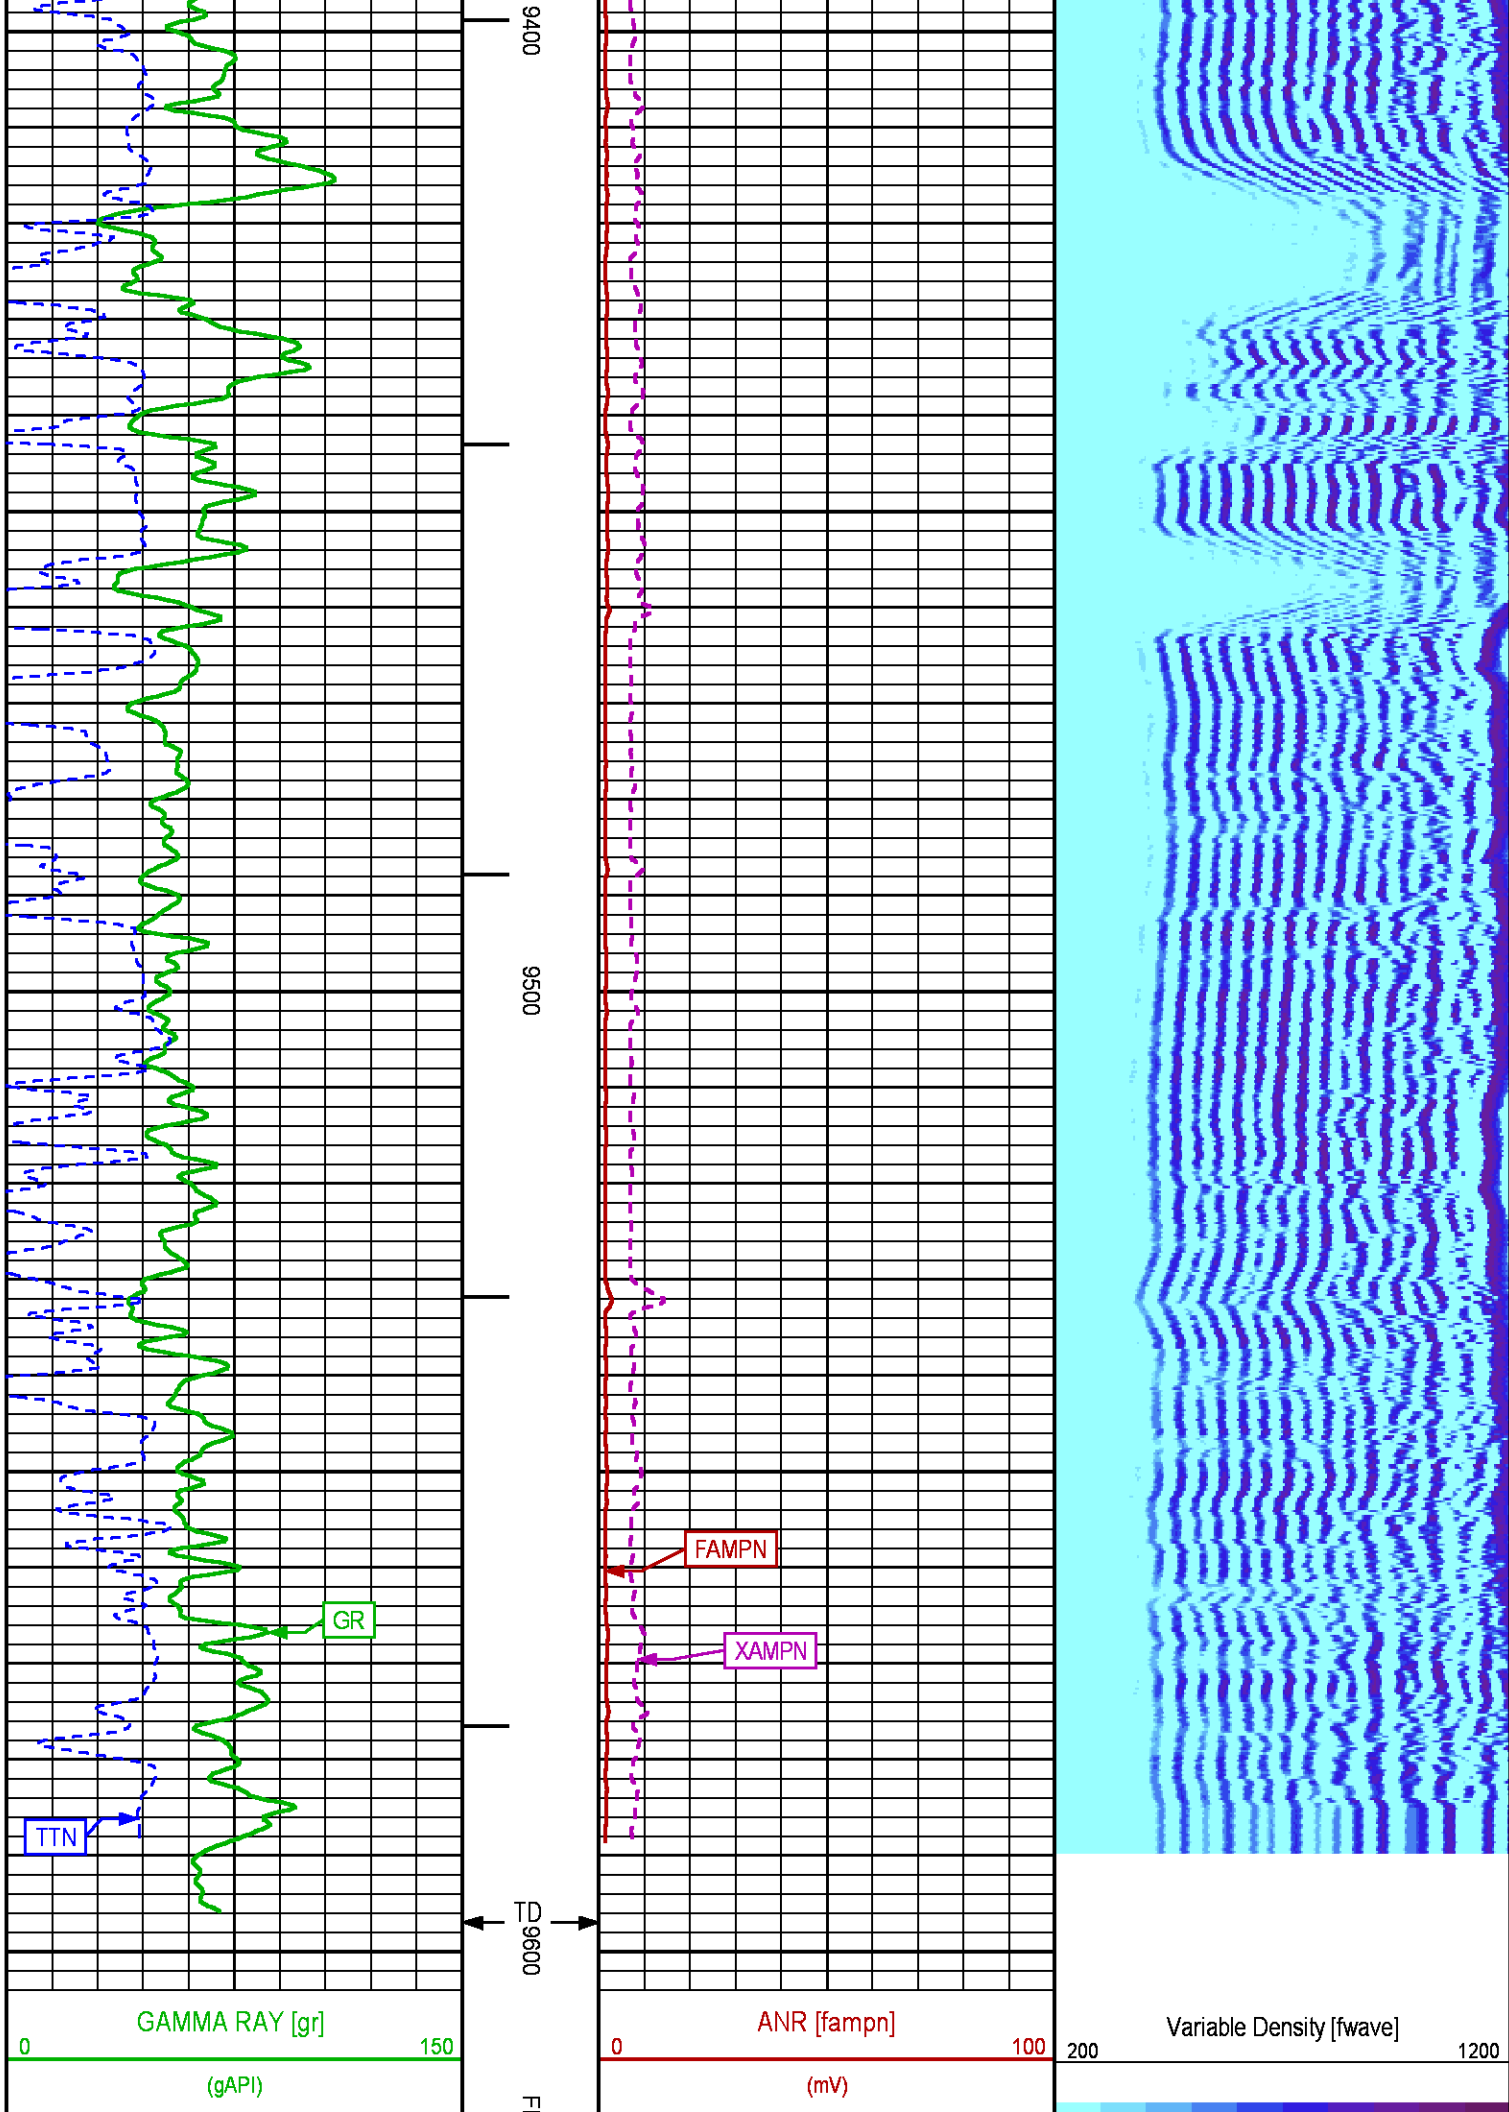 9400
9500
FAMPN
GR
XAMPN
TTN
TD
9600
GAMMA RAY [gr]
0 150
(gAPI)
ANR [fampn]
0 100
(mV)
Variable Density [fwave]
200 1200